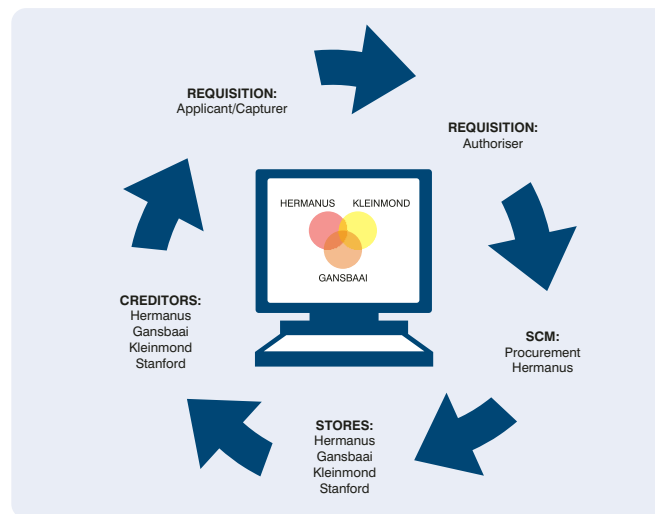 REQUISITION:
Applicant/Capturer
REQUISITION:
Authoriser
HERMANUS
KLEINMOND
GANSBAAI
CREDITORS:
Hermanus
Gansbaai
Kleinmond
Stanford
SCM:
Procurement
Hermanus
STORES:
Hermanus
Gansbaai
Kleinmond
Stanford